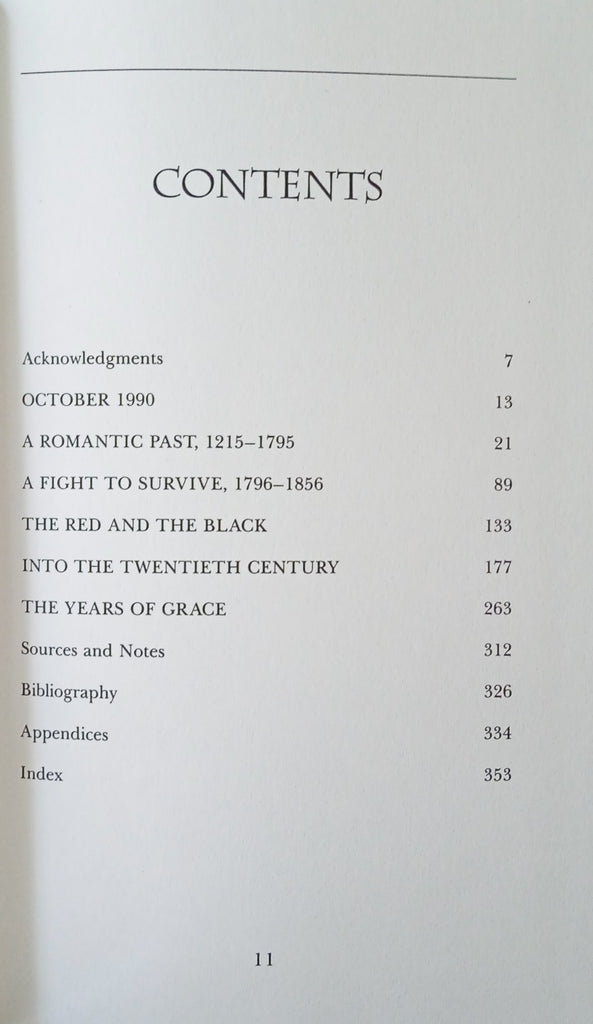 CONTENTS
Acknowledgments 7
OCTOBER 1990 13
A ROMANTIC PAST, 1215–1795 21
A FIGHT TO SURVIVE, 1796–1856 89
THE RED AND THE BLACK 133
INTO THE TWENTIETH CENTURY 177
THE YEARS OF GRACE 263
Sources and Notes 312
Bibliography 326
Appendices 334
Index 353
11